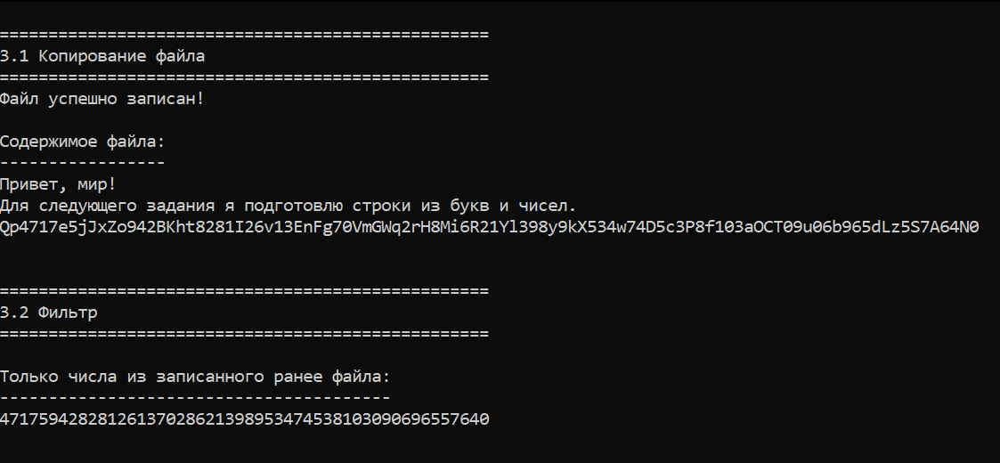 ==================================================
3.1 Копирование файла
==================================================
Файл успешно записан!
Содержимое файла:
-----------------
Привет, мир!
Для следующего задания я подготовлю строки из букв и чисел.
Qp4717e5jJxZo942BKht8281I26v13EnFg70VmGWq2rH8Mi6R21Yl398y9kX534w74D5c3P8f103aOCT09u06b965dLz5S7A64N0
==================================================
3.2 Фильтр
==================================================
Только числа из записанного ранее файла:
----------------------------------------
47175942828126137028621398953474538103090696557640